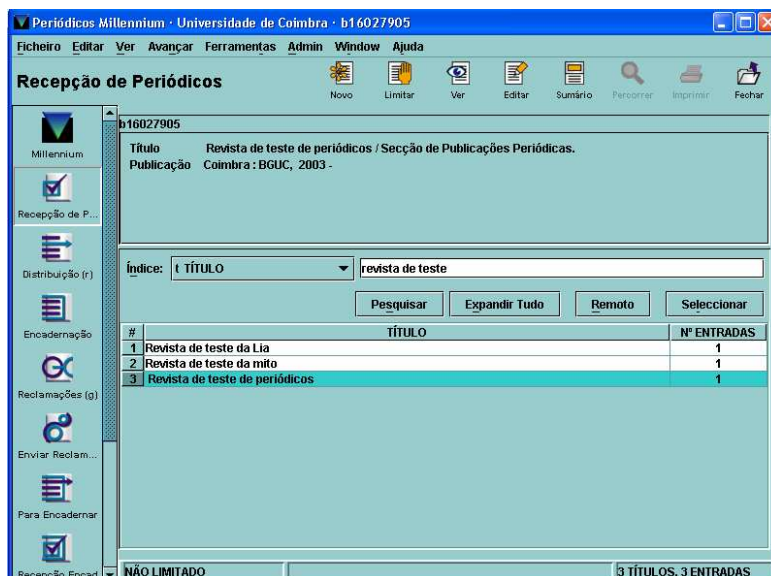 Periódicos Millennium · Universidade de Coimbra · b16027905
Ficheiro Editar Ver Avançar Ferramentas Admin Window Ajuda
Recepção de Periódicos
Novo Limitar Ver Editar Sumário Percorrer Imprimir Fechar
b16027905
Título Revista de teste de periódicos / Secção de Publicações Periódicas.
Publicação Coimbra : BGUC, 2003 -
Millennium
Recepção de P...
Distribuição (r)
Encadernação
Reclamações (g)
Enviar Reclam...
Para Encadernar
Recepção Encad
Índice: t TÍTULO revista de teste
Pesquisar Expandir Tudo Remoto Seleccionar
# TÍTULO Nº ENTRADAS
1 Revista de teste da Lia 1
2 Revista de teste da mito 1
3 Revista de teste de periódicos 1
NÃO LIMITADO 3 TÍTULOS, 3 ENTRADAS